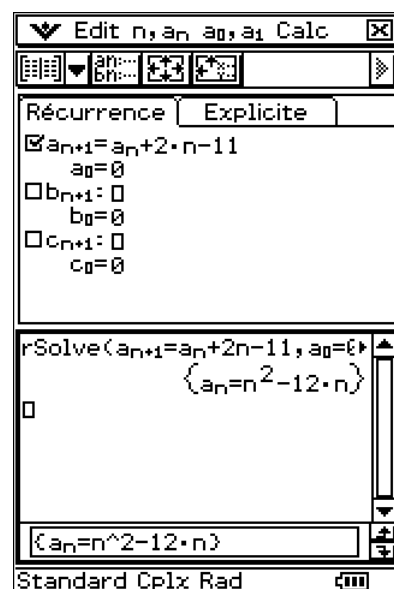 Edit n,aₙ a₀,a₁ Calc
an:
bn:
Récurrence Explicite
aₙ₊₁=aₙ+2·n-11
a₀=0
bₙ₊₁:□
b₀=0
cₙ₊₁:□
c₀=0
rSolve(aₙ₊₁=aₙ+2n-11,a₀=
{aₙ=n²-12·n}
{aₙ=n^2-12·n}
Standard Cplx Rad